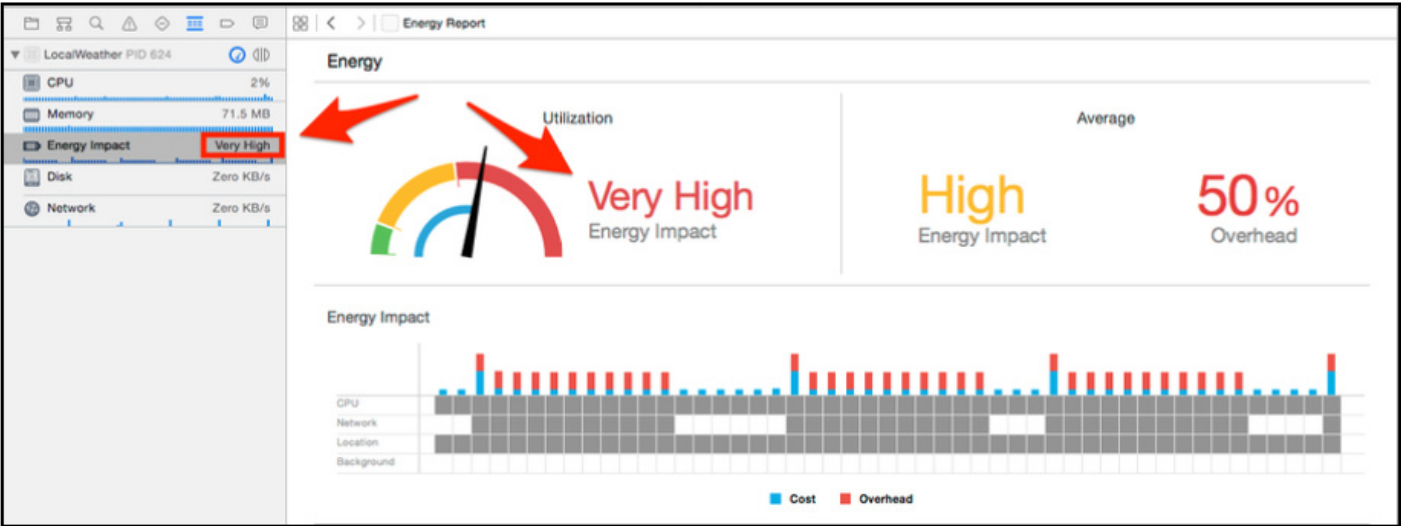 Energy Report
LocalWeather PID 624
CPU 2%
Memory 71.5 MB
Energy Impact Very High
Disk Zero KB/s
Network Zero KB/s
Energy
Utilization
Very High
Energy Impact
Average
High
Energy Impact
50%
Overhead
Energy Impact
CPU
Network
Location
Background
Cost Overhead